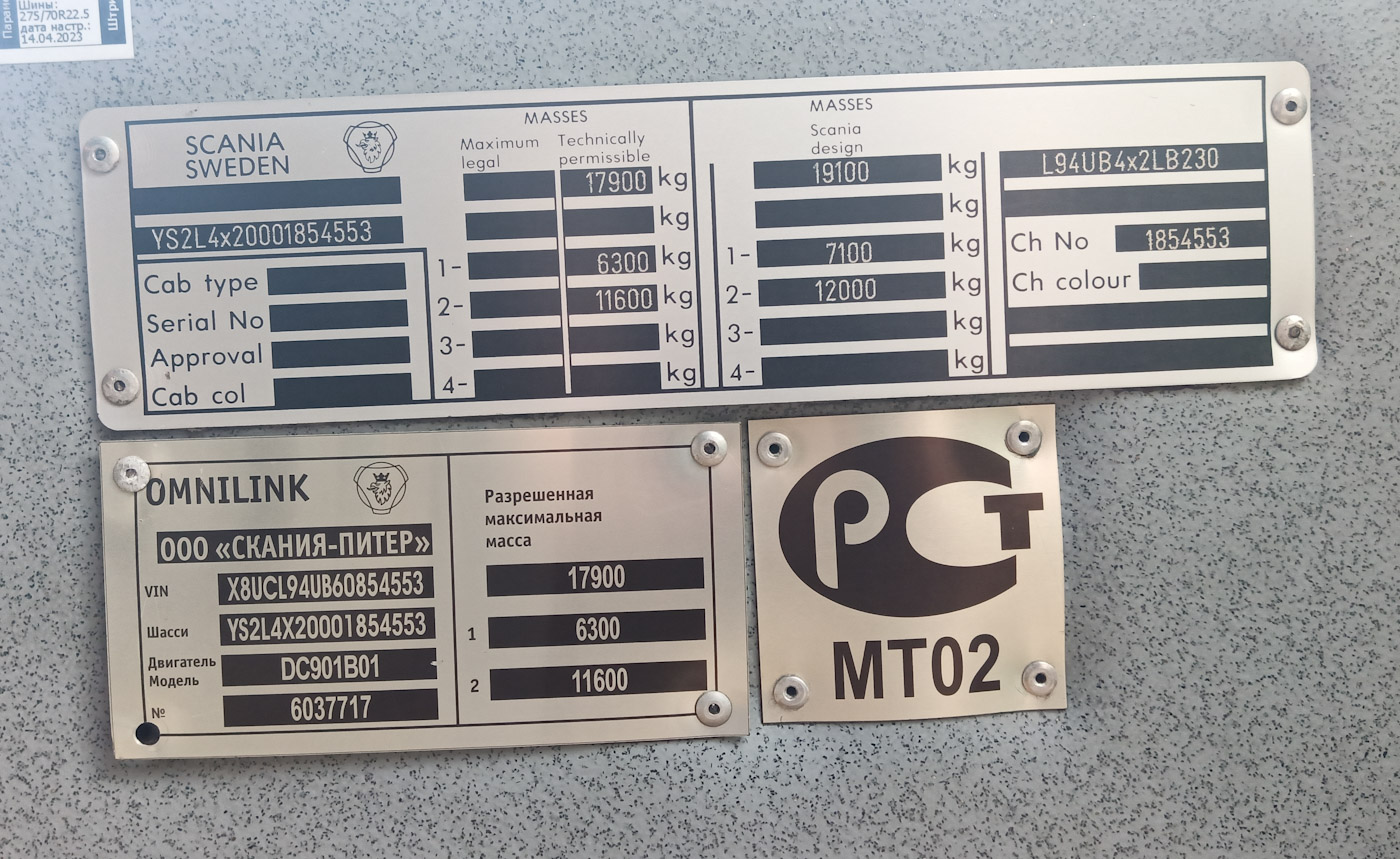 Шины:
275/70R22.5
дата настр.:
14.04.2023
SCANIA
SWEDEN
YS2L4x20001854553
Cab type
Serial No
Approval
Cab col
MASSES
Maximum legal
Technically permissible
17900 kg
kg
1- 6300 kg
2- 11600 kg
3- kg
4- kg
MASSES
Scania
design
19100 kg
kg
1- 7100 kg
2- 12000 kg
3- kg
4- kg
L94UB4x2LB230
Ch No 1854553
Ch colour
OMNILINK
ООО «СКАНИЯ-ПИТЕР»
VIN X8UCL94UB60854553
Шасси YS2L4X20001854553
Двигатель
Модель DC901B01
№ 6037717
Разрешенная
максимальная
масса
17900
1 6300
2 11600
РСТ
МТ02